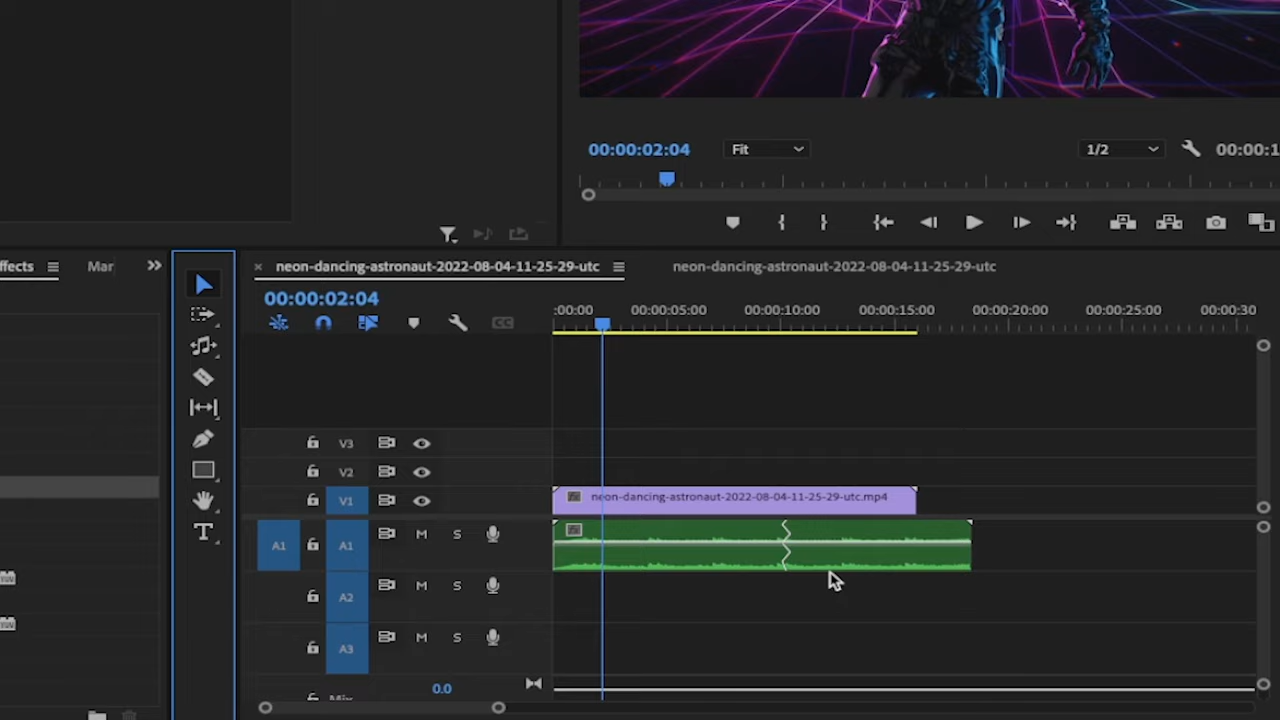 00:00:02:04
Fit
1/2
00:00:1
ffects
Mar
neon-dancing-astronaut-2022-08-04-11-25-29-utc
neon-dancing-astronaut-2022-08-04-11-25-29-utc
00:00:02:04
:00:00
00:00:05:00
00:00:10:00
00:00:15:00
00:00:20:00
00:00:25:00
00:00:30
V3
V2
V1
neon-dancing-astronaut-2022-08-04-11-25-29-utc.mp4
A1
A1
M
S
A2
M
S
A3
M
S
Mix
0.0